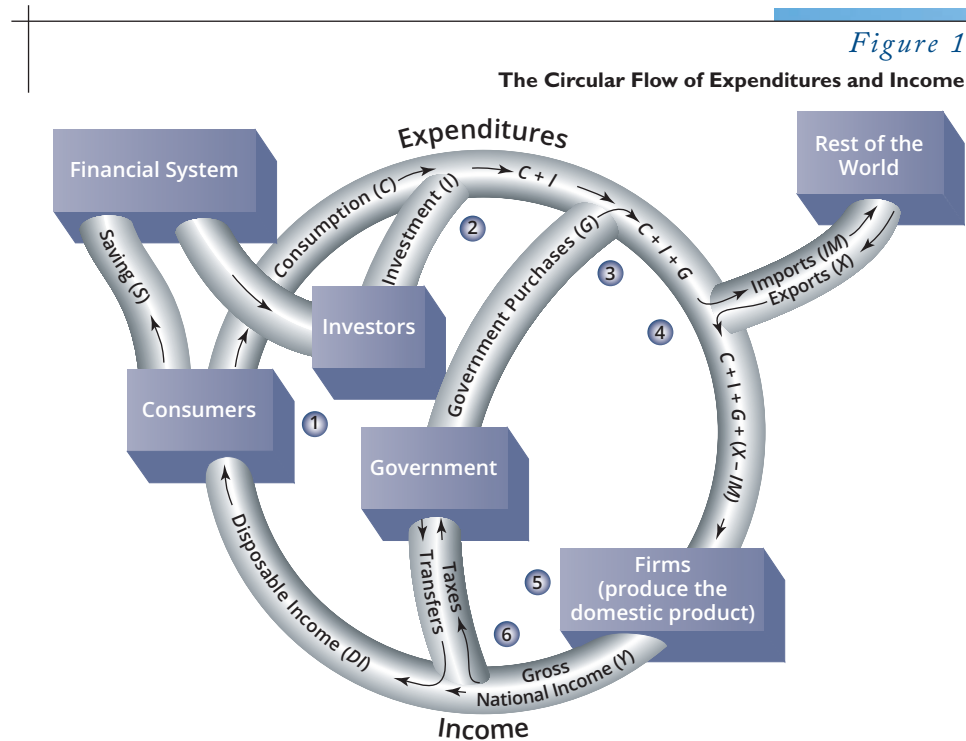 Figure 1
The Circular Flow of Expenditures and Income
Expenditures
Rest of the
World
Financial System
Consumption (C)
Investment (I)
C + I
2
Saving (S)
Government Purchases (G)
3
C + I + G
Imports (IM)
Exports (X)
Investors
4
Consumers
1
C + I + G + (X – IM)
Government
Firms
(produce the
domestic product)
5
Disposable Income (DI)
Transfers
Taxes
6
Gross
National Income (Y)
Income